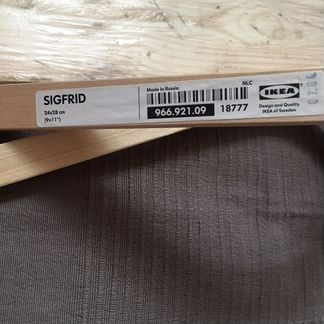 SIGFRID
24x28 cm
(9x11")
Made in Russia
NLC
966.921.09
18777
IKEA
Design and Quality
IKEA of Sweden